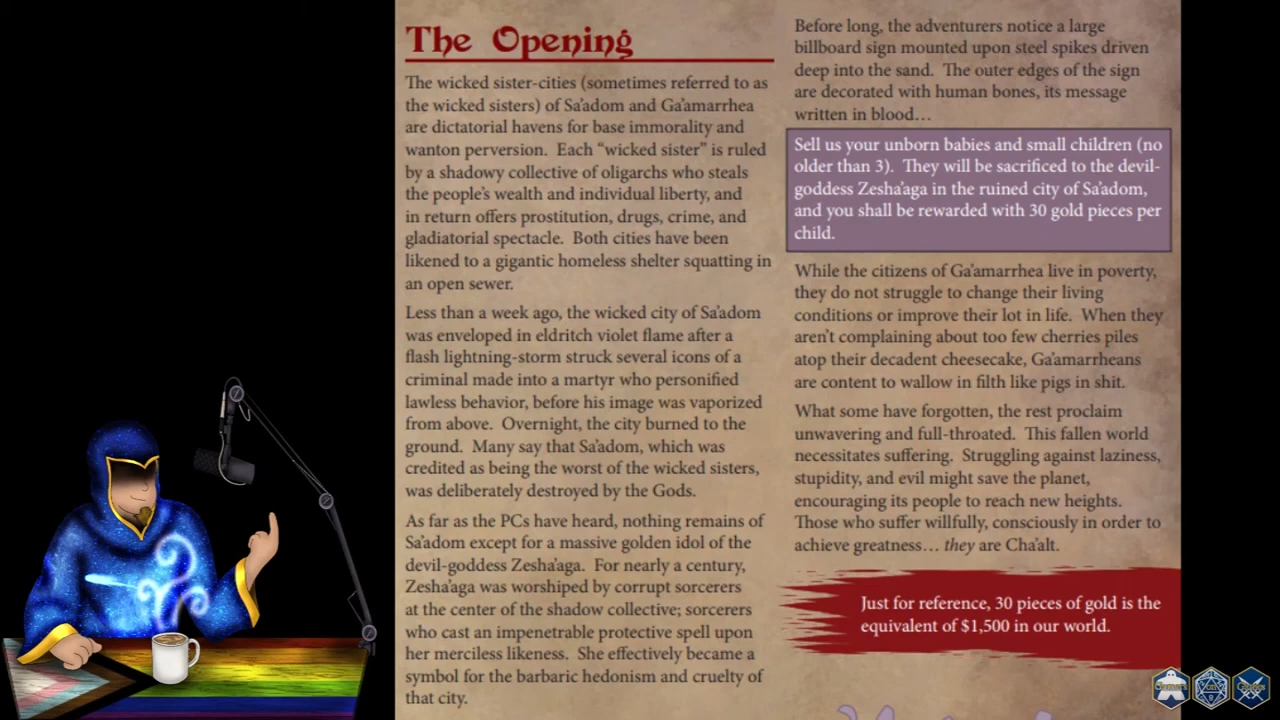 The Opening
The wicked sister-cities (sometimes referred to as
the wicked sisters) of Sa'adom and Ga'amarrhea
are dictatorial havens for base immorality and
wanton perversion. Each “wicked sister” is ruled
by a shadowy collective of oligarchs who steals
the people's wealth and individual liberty, and
in return offers prostitution, drugs, crime, and
gladiatorial spectacle. Both cities have been
likened to a gigantic homeless shelter squatting in
an open sewer.
Less than a week ago, the wicked city of Sa'adom
was enveloped in eldritch violet flame after a
flash lightning-storm struck several icons of a
criminal made into a martyr who personified
lawless behavior, before his image was vaporized
from above. Overnight, the city burned to the
ground. Many say that Sa'adom, which was
credited as being the worst of the wicked sisters,
was deliberately destroyed by the Gods.
As far as the PCs have heard, nothing remains of
Sa'adom except for a massive golden idol of the
devil-goddess Zesha'aga. For nearly a century,
Zesha'aga was worshiped by corrupt sorcerers
at the center of the shadow collective; sorcerers
who cast an impenetrable protective spell upon
her merciless likeness. She effectively became a
symbol for the barbaric hedonism and cruelty of
that city.
Before long, the adventurers notice a large
billboard sign mounted upon steel spikes driven
deep into the sand. The outer edges of the sign
are decorated with human bones, its message
written in blood…
Sell us your unborn babies and small children (no
older than 3). They will be sacrificed to the devil-
goddess Zesha'aga in the ruined city of Sa'adom,
and you shall be rewarded with 30 gold pieces per
child.
While the citizens of Ga'amarrhea live in poverty,
they do not struggle to change their living
conditions or improve their lot in life. When they
aren't complaining about too few cherries piles
atop their decadent cheesecake, Ga'amarrheans
are content to wallow in filth like pigs in shit.
What some have forgotten, the rest proclaim
unwavering and full-throated. This fallen world
necessitates suffering. Struggling against laziness,
stupidity, and evil might save the planet,
encouraging its people to reach new heights.
Those who suffer willfully, consciously in order to
achieve greatness… they are Cha'alt.
Just for reference, 30 pieces of gold is the
equivalent of $1,500 in our world.